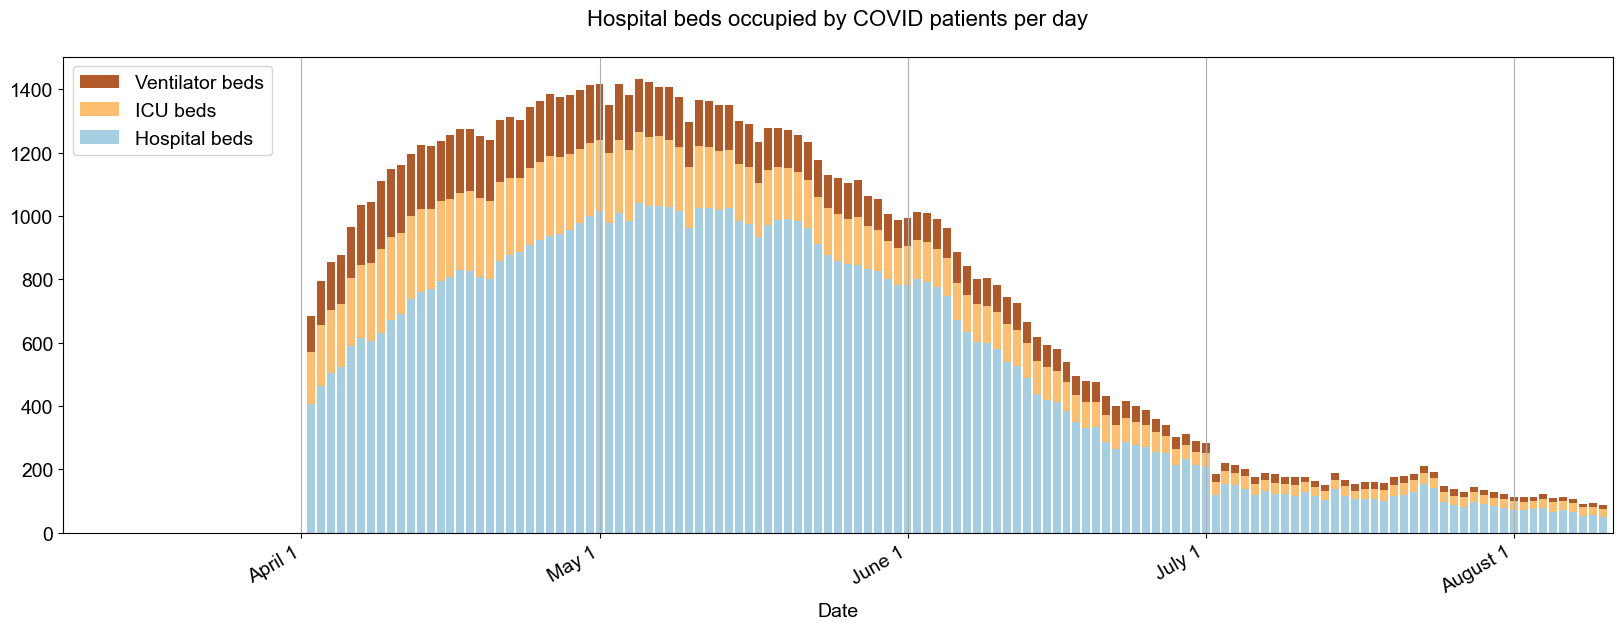 Hospital beds occupied by COVID patients per day
Ventilator beds
ICU beds
Hospital beds
1400
1200
1000
800
600
400
200
0
April 1
May 1
June 1
July 1
August 1
Date